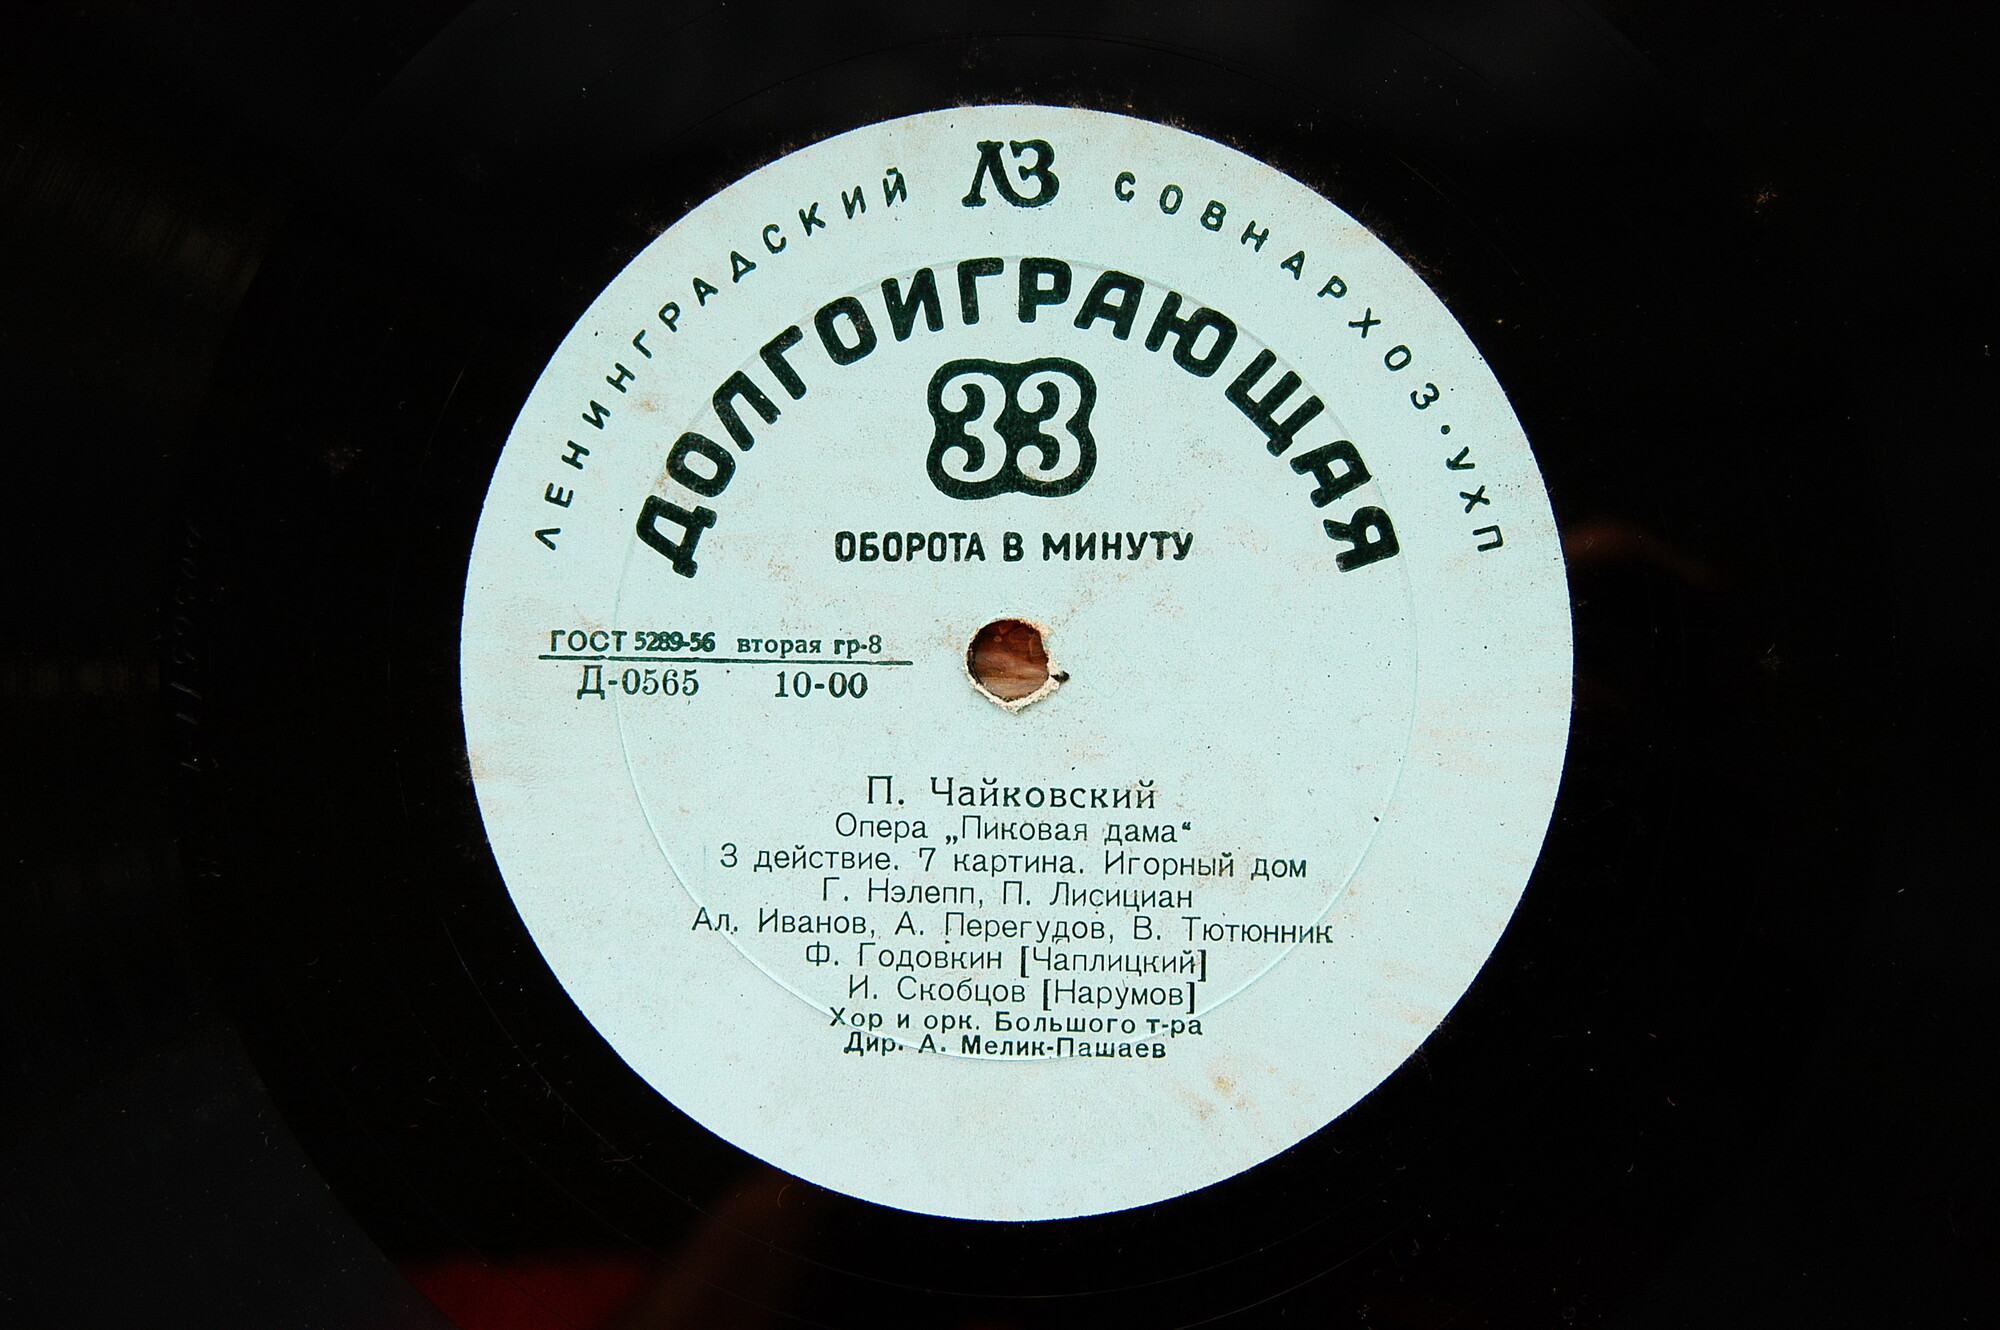 ЛЕНИНГРАДСКИЙ ЛЗ СОВНАРХОЗ·УХП
ДОЛГОИГРАЮЩАЯ
33
ОБОРОТА В МИНУТУ
ГОСТ 5289-56 вторая гр-8
Д-0565 10-00
П. Чайковский
Опера „Пиковая дама“
3 действие. 7 картина. Игорный дом
Г. Нэлепп, П. Лисициан
Ал. Иванов, А. Перегудов, В. Тютюнник
Ф. Годовкин [Чаплицкий]
И. Скобцов [Нарумов]
Хор и орк. Большого т-ра
Дир. А. Мелик-Пашаев